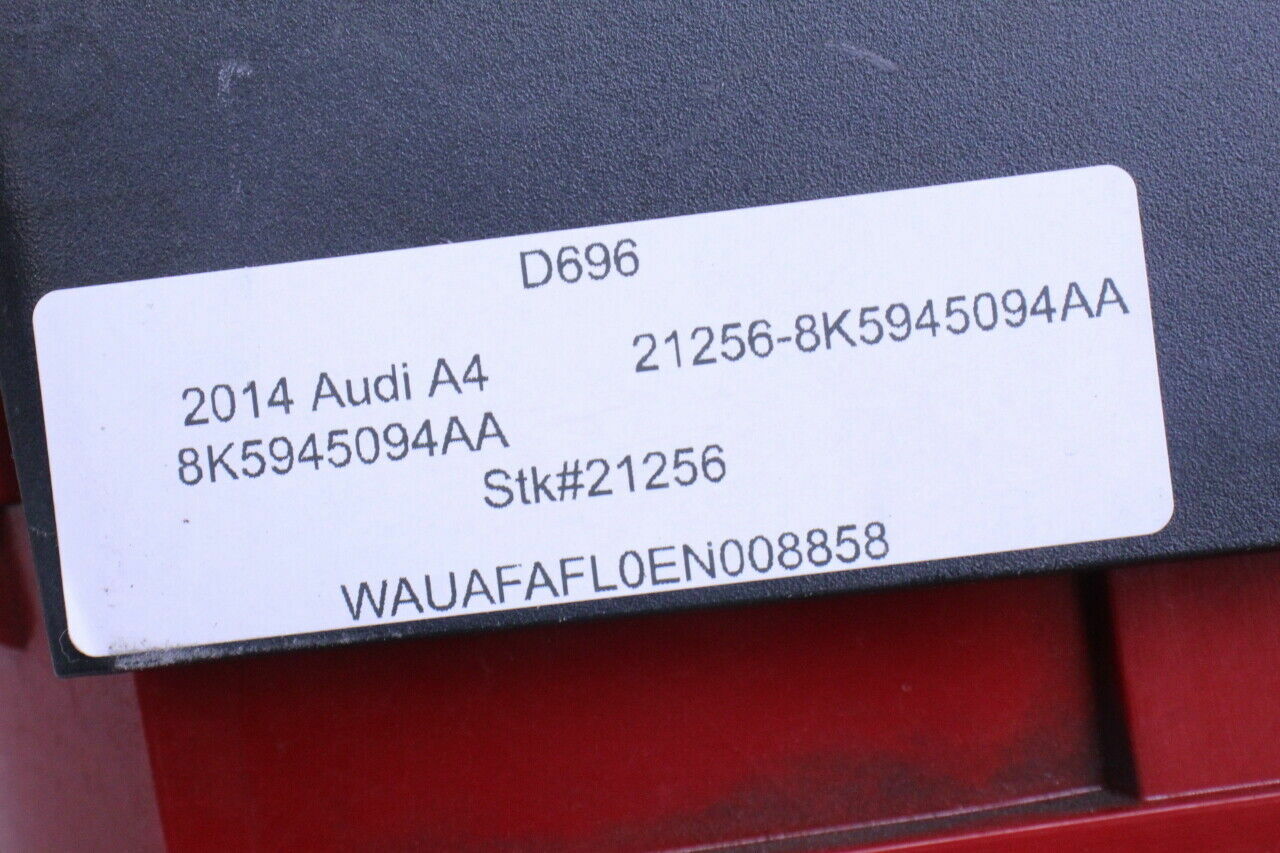 D696
21256-8K5945094AA
2014 Audi A4
8K5945094AA
Stk#21256
WAUAFAFL0EN008858